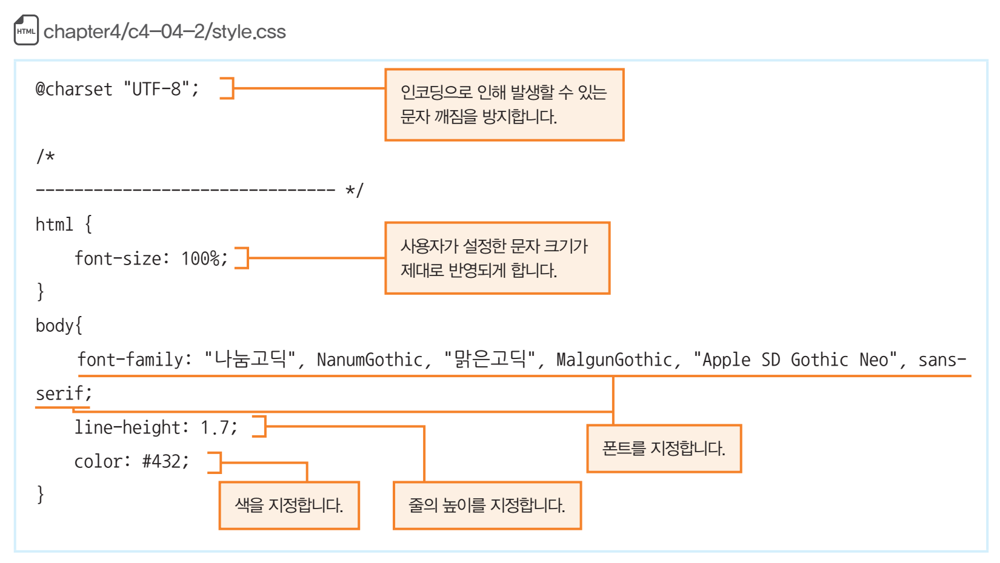 HTML chapter4/c4-04-2/style.css
@charset "UTF-8";
인코딩으로 인해 발생할 수 있는
문자 깨짐을 방지합니다.
/*
------------------------------- */
html {
사용자가 설정한 문자 크기가
font-size: 100%;
제대로 반영되게 합니다.
}
body{
font-family: "나눔고딕", NanumGothic, "맑은고딕", MalgunGothic, "Apple SD Gothic Neo", sans-
serif;
line-height: 1.7;
폰트를 지정합니다.
color: #432;
}
색을 지정합니다.
줄의 높이를 지정합니다.